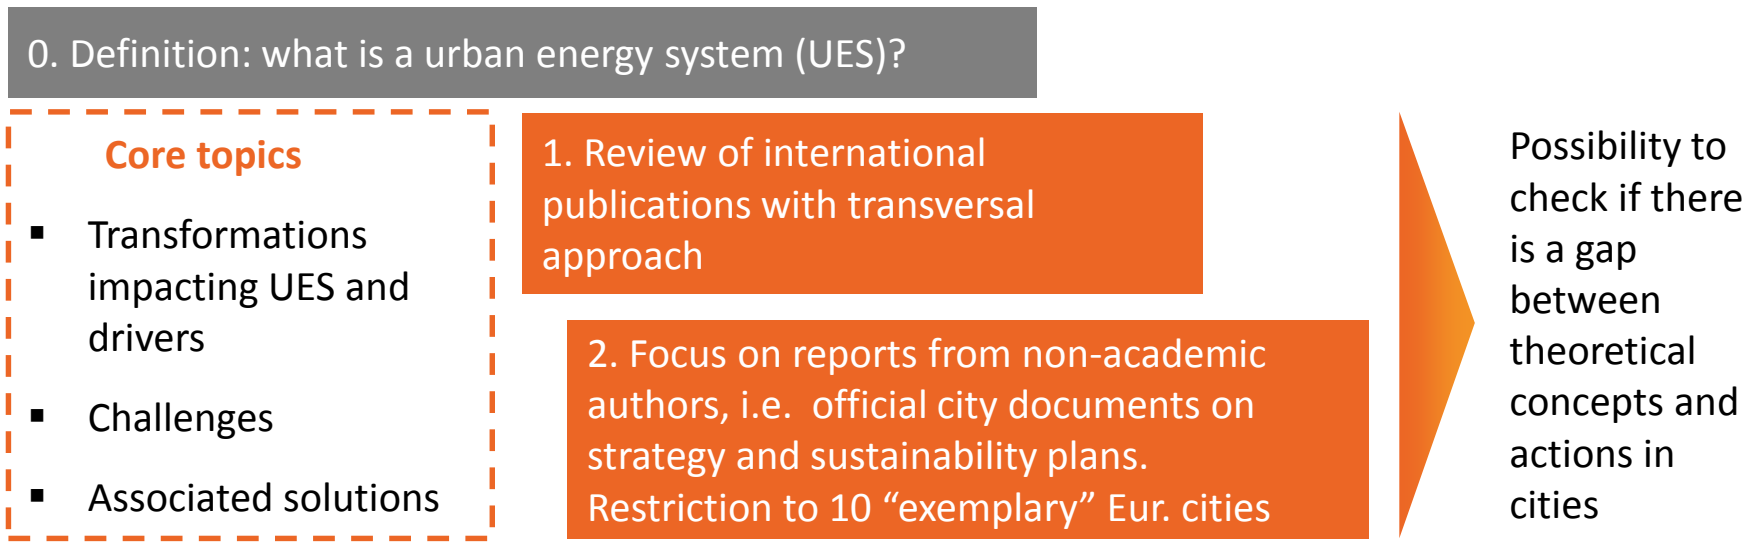 0. Definition: what is a urban energy system (UES)?
Core topics
▪ Transformations
impacting UES and
drivers
▪ Challenges
▪ Associated solutions
1. Review of international
publications with transversal
approach
2. Focus on reports from non-academic
authors, i.e.  official city documents on
strategy and sustainability plans.
Restriction to 10 “exemplary” Eur. cities
Possibility to
check if there
is a gap
between
theoretical
concepts and
actions in
cities